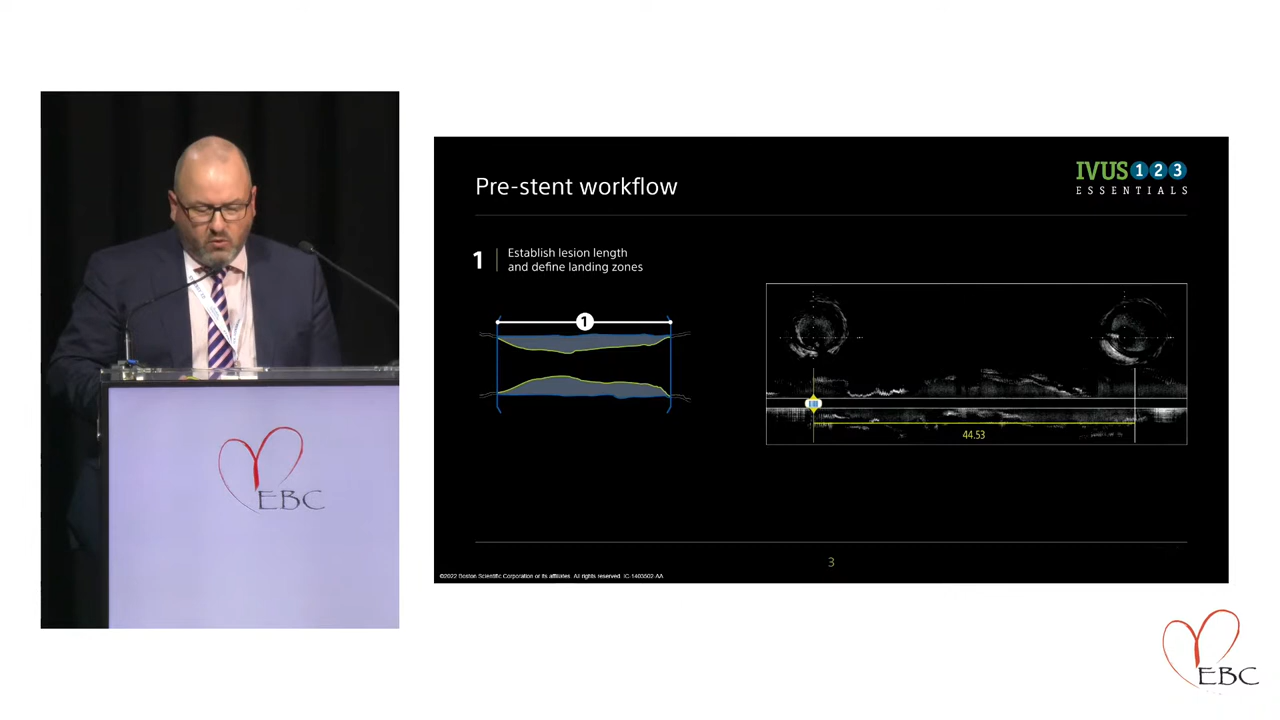 Pre-stent workflow
IVUS 1 2 3
ESSENTIALS
1
Establish lesion length
and define landing zones
1
44.53
3
©2022 Boston Scientific Corporation or its affiliates. All rights reserved. IC-1403502-AA
EBC
EBC